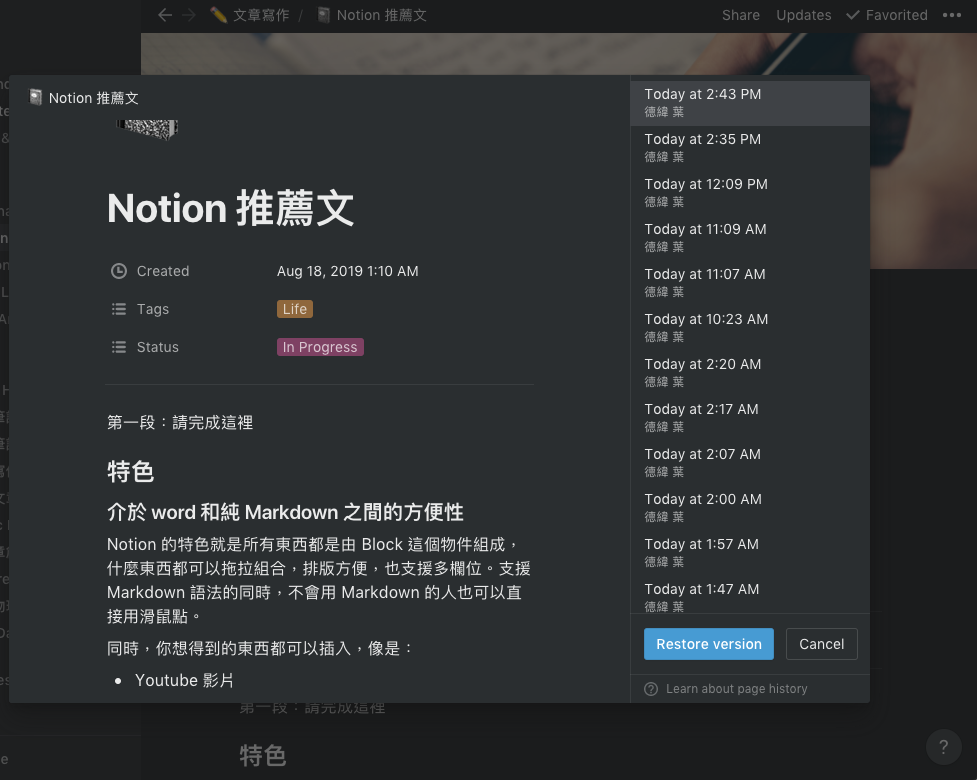 文章寫作 / Notion 推薦文
Share Updates Favorited
Notion 推薦文
Notion 推薦文
Created Aug 18, 2019 1:10 AM
Tags Life
Status In Progress
第一段：請完成這裡
特色
介於 word 和純 Markdown 之間的方便性
Notion 的特色就是所有東西都是由 Block 這個物件組成，
什麼東西都可以拖拉組合，排版方便，也支援多欄位。支援
Markdown 語法的同時，不會用 Markdown 的人也可以直
接用滑鼠點。
同時，你想得到的東西都可以插入，像是：
• Youtube 影片
Today at 2:43 PM
德緯 葉
Today at 2:35 PM
德緯 葉
Today at 12:09 PM
德緯 葉
Today at 11:09 AM
德緯 葉
Today at 11:07 AM
德緯 葉
Today at 10:23 AM
德緯 葉
Today at 2:20 AM
德緯 葉
Today at 2:17 AM
德緯 葉
Today at 2:07 AM
德緯 葉
Today at 2:00 AM
德緯 葉
Today at 1:57 AM
德緯 葉
Today at 1:47 AM
德緯 葉
Restore version Cancel
? Learn about page history
第一段：請完成這裡
特色
?